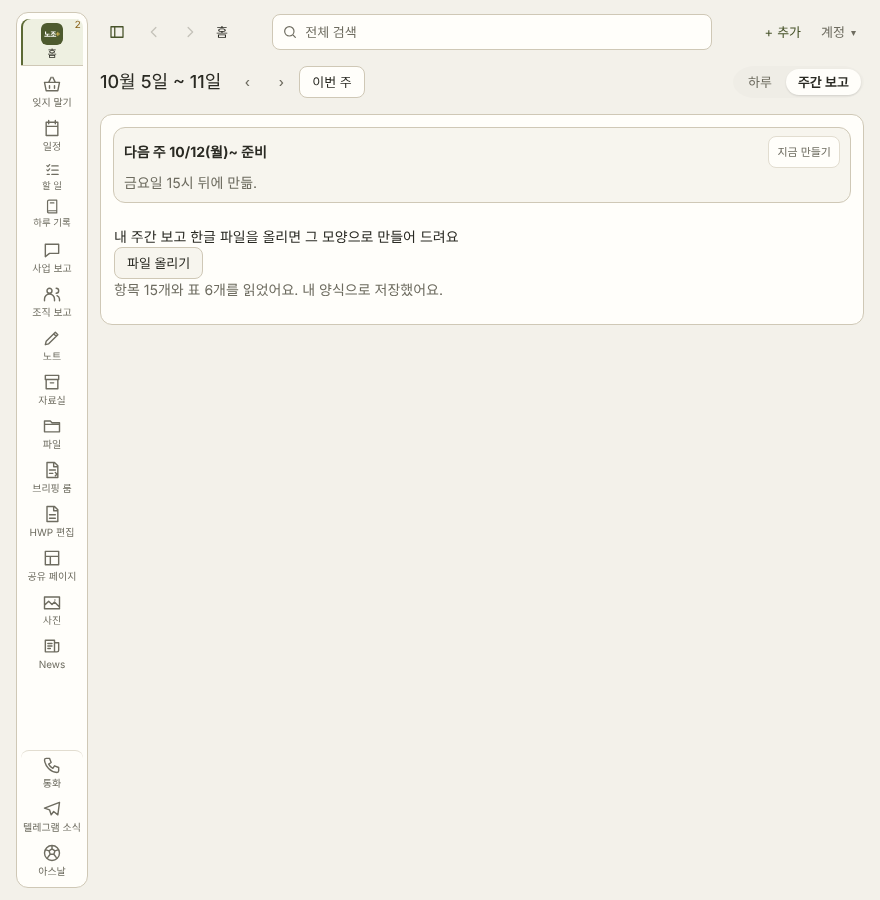 노조+
2
홈
잊지 말기
일정
할 일
하루 기록
사업 보고
조직 보고
노트
자료실
파일
브리핑 룸
HWP 편집
공유 페이지
사진
News
통화
텔레그램 소식
아스날
홈
전체 검색
+ 추가
계정 ▾
10월 5일 ~ 11일
‹ ›
이번 주
하루
주간 보고
다음 주 10/12(월)~ 준비
지금 만들기
금요일 15시 뒤에 만듦.
내 주간 보고 한글 파일을 올리면 그 모양으로 만들어 드려요
파일 올리기
항목 15개와 표 6개를 읽었어요. 내 양식으로 저장했어요.